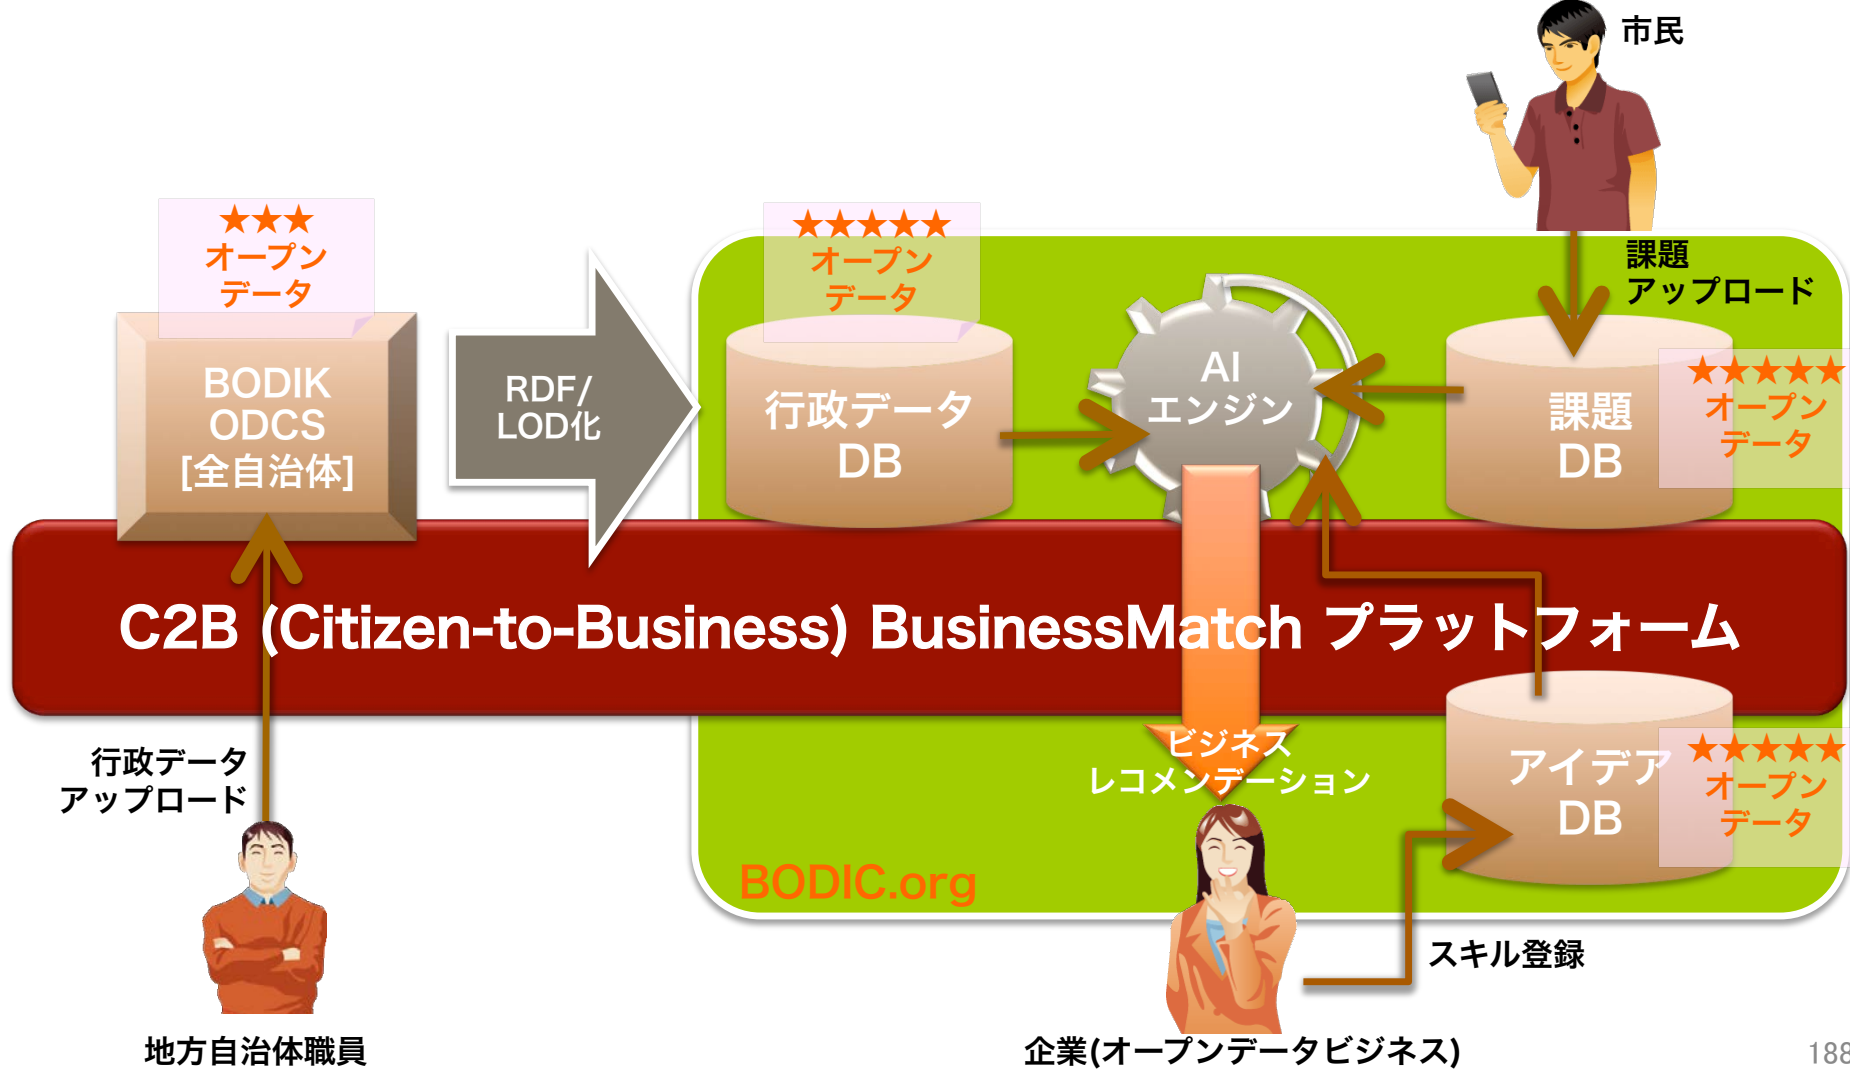 市民
課題
アップロード
★★★
オープン
データ
BODIK
ODCS
[全自治体]
RDF/
LOD化
★★★★★
オープン
データ
行政データ
DB
AI
エンジン
課題
DB
★★★★★
オープン
データ
C2B (Citizen-to-Business) BusinessMatch プラットフォーム
行政データ
アップロード
ビジネス
レコメンデーション
アイデア
DB
★★★★★
オープン
データ
BODIC.org
スキル登録
地方自治体職員
企業(オープンデータビジネス)
188